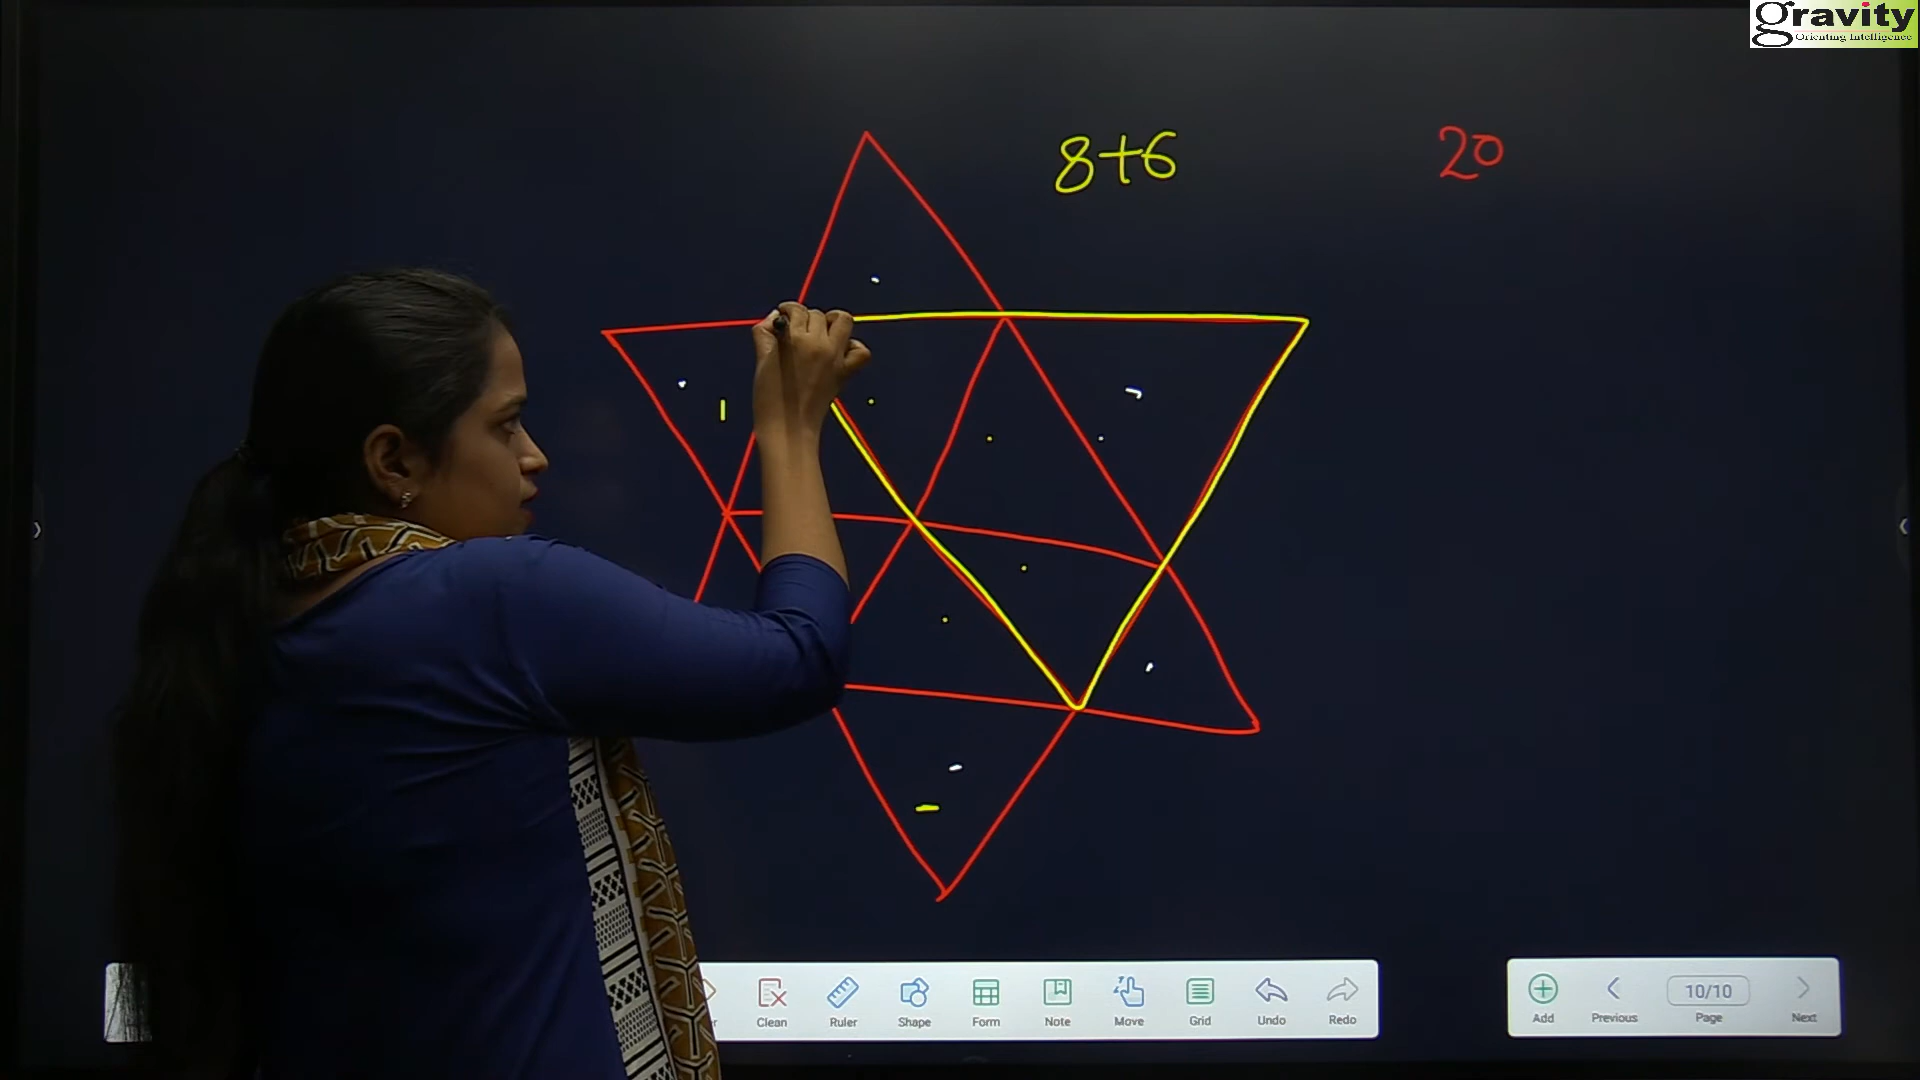 gravity
Orienting Intelligence
8+6
20
Clean
Ruler
Shape
Form
Note
Move
Grid
Undo
Redo
Add
Previous
10/10
Page
Next